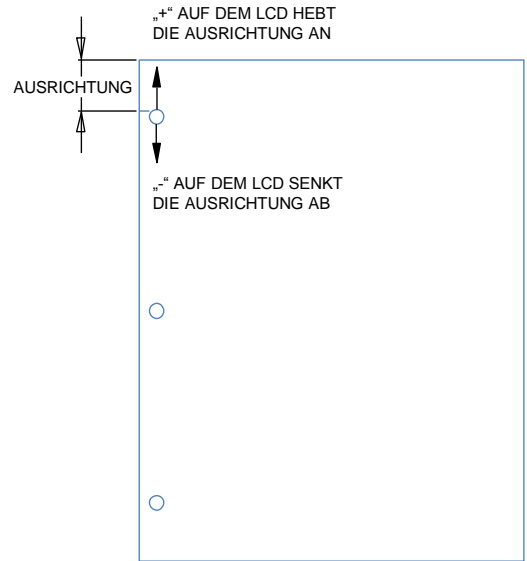 „+“ AUF DEM LCD HEBT
DIE AUSRICHTUNG AN
AUSRICHTUNG
„-“ AUF DEM LCD SENKT
DIE AUSRICHTUNG AB